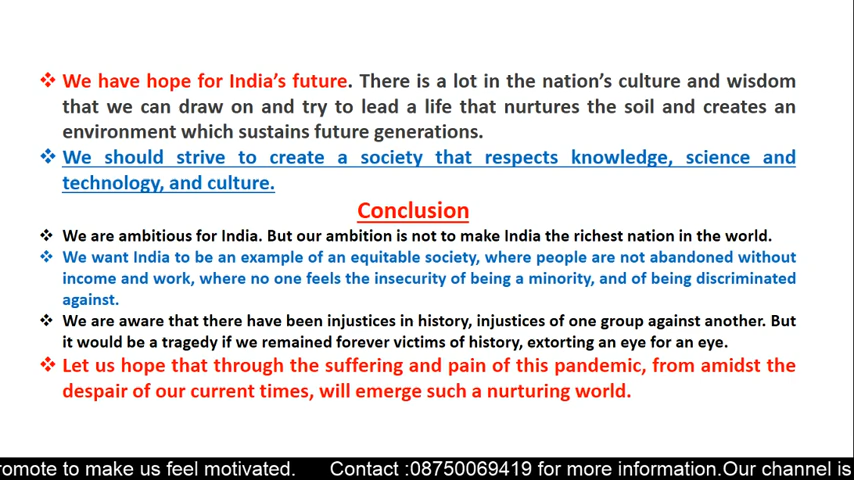 ❖ We have hope for India's future. There is a lot in the nation's culture and wisdom
that we can draw on and try to lead a life that nurtures the soil and creates an
environment which sustains future generations.
❖ We should strive to create a society that respects knowledge, science and
technology, and culture.
Conclusion
❖ We are ambitious for India. But our ambition is not to make India the richest nation in the world.
❖ We want India to be an example of an equitable society, where people are not abandoned without
income and work, where no one feels the insecurity of being a minority, and of being discriminated
against.
❖ We are aware that there have been injustices in history, injustices of one group against another. But
it would be a tragedy if we remained forever victims of history, extorting an eye for an eye.
❖ Let us hope that through the suffering and pain of this pandemic, from amidst the
despair of our current times, will emerge such a nurturing world.
romote to make us feel motivated. Contact :08750069419 for more information.Our channel is